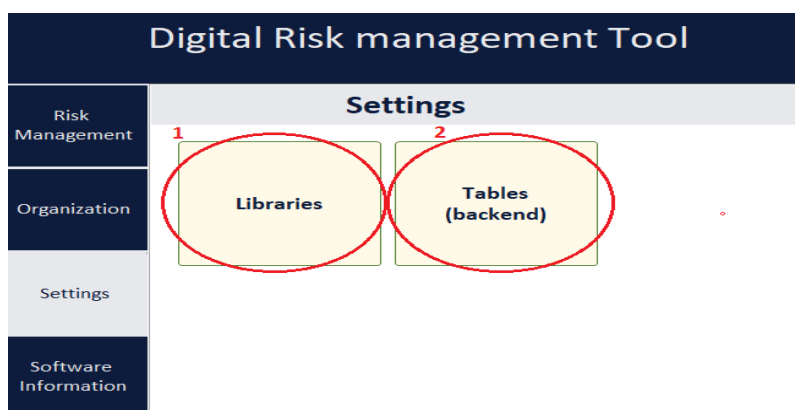 Digital Risk management Tool
Risk
Management
Organization
Settings
Software
Information
Settings
1
2
Libraries
Tables
(backend)